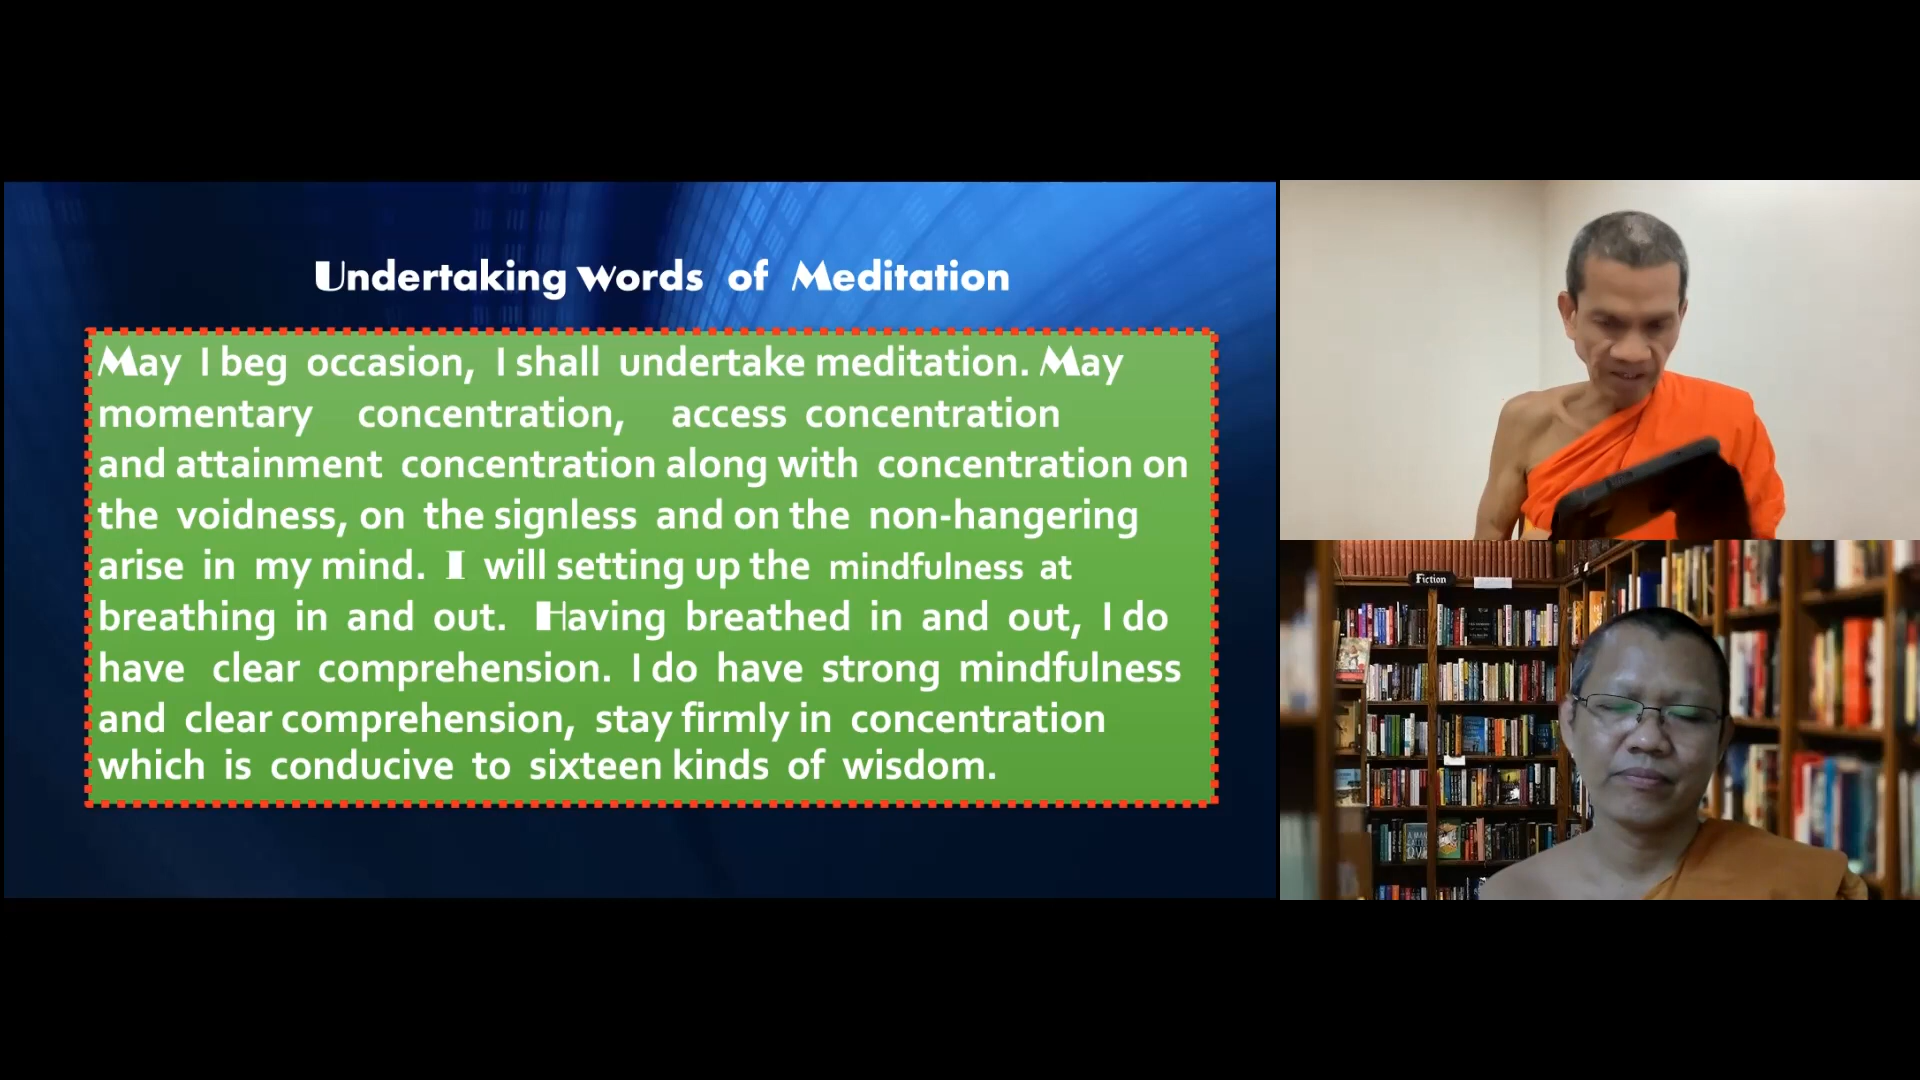 Undertaking Words of Meditation
May I beg occasion, I shall undertake meditation. May
momentary concentration, access concentration
and attainment concentration along with concentration on
the voidness, on the signless and on the non-hangering
arise in my mind. I will setting up the mindfulness at
breathing in and out. Having breathed in and out, I do
have clear comprehension. I do have strong mindfulness
and clear comprehension, stay firmly in concentration
which is conducive to sixteen kinds of wisdom.
Fiction